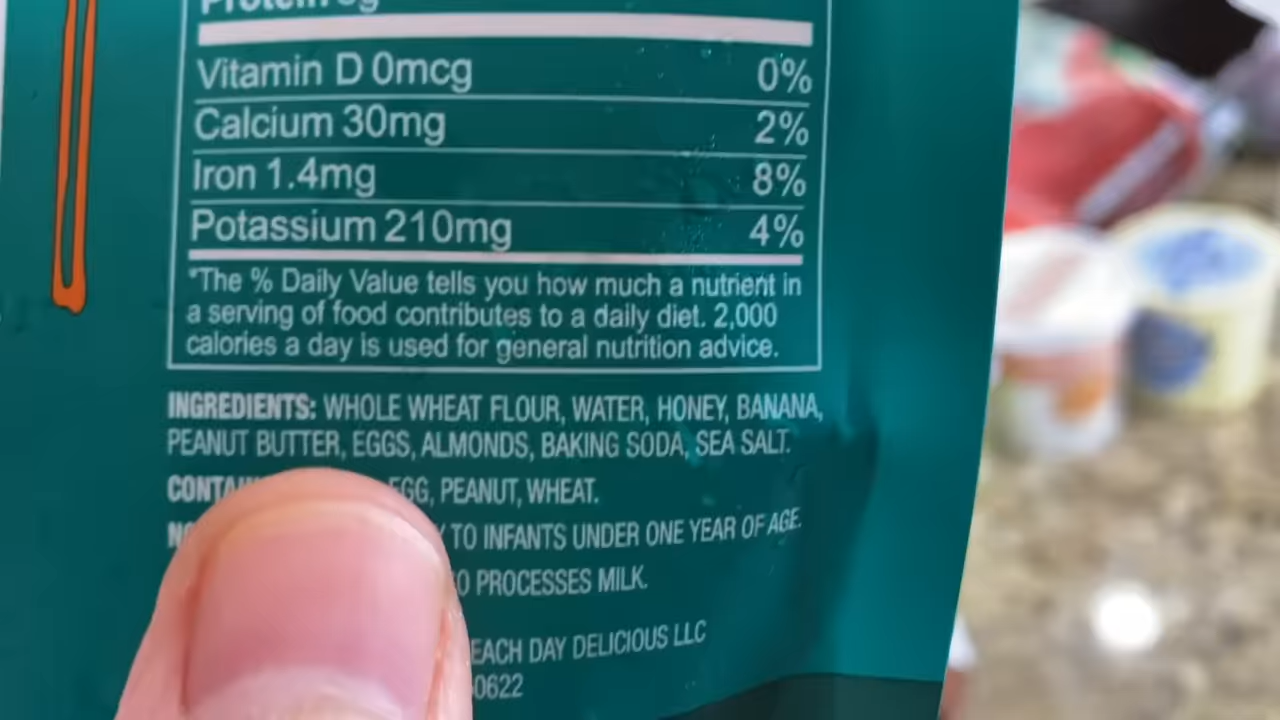 Protein
Vitamin D 0mcg 0%
Calcium 30mg 2%
Iron 1.4mg 8%
Potassium 210mg 4%
*The % Daily Value tells you how much a nutrient in
a serving of food contributes to a daily diet. 2,000
calories a day is used for general nutrition advice.
INGREDIENTS: WHOLE WHEAT FLOUR, WATER, HONEY, BANANA,
PEANUT BUTTER, EGGS, ALMONDS, BAKING SODA, SEA SALT.
EGG, PEANUT, WHEAT.
TO INFANTS UNDER ONE YEAR OF AGE.
PROCESSES MILK.
EACH DAY DELICIOUS LLC
0622